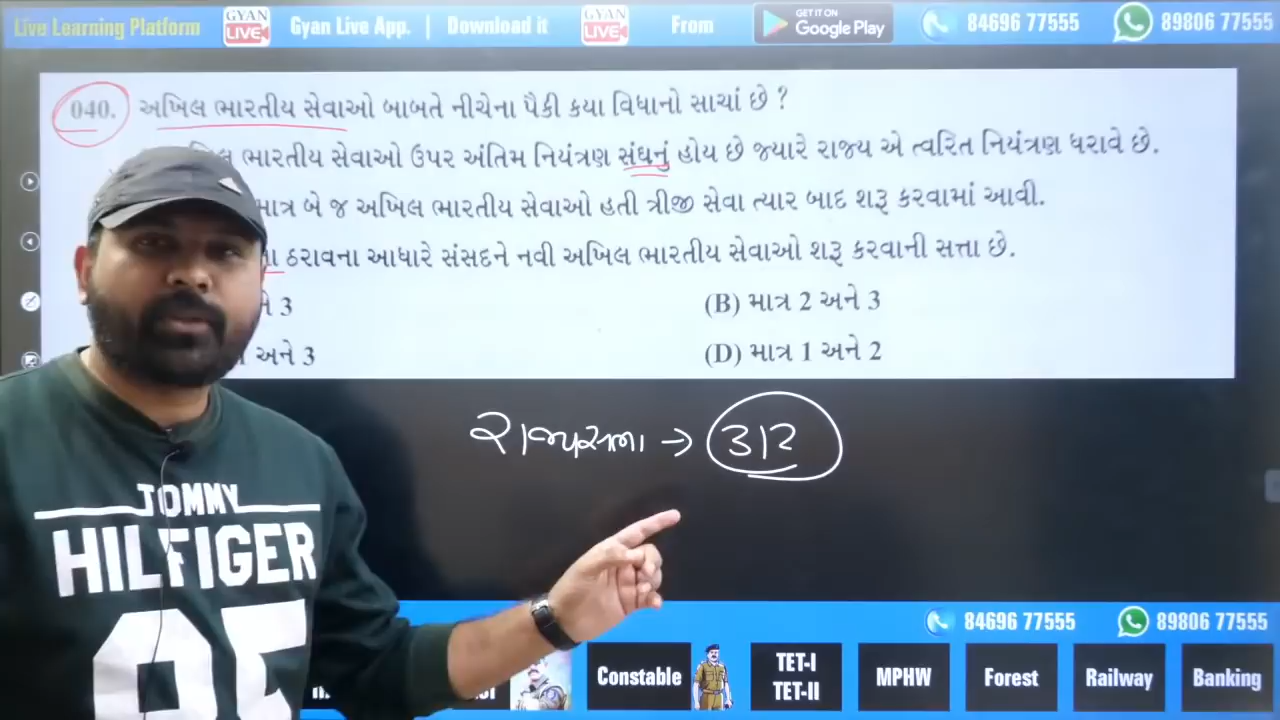 Live Learning Platform GYAN LIVE Gyan Live App. | Download it GYAN LIVE From GET IT ON Google Play 84696 77555 89806 77555
040. અખિલ ભારતીય સેવાઓ બાબતે નીચેના પૈકી કયા વિધાનો સાચાં છે ?
ભારતીય સેવાઓ ઉપર અંતિમ નિયંત્રણ સંઘનું હોય છે જ્યારે રાજ્ય એ ત્વરિત નિયંત્રણ ધરાવે છે.
માત્ર બે જ અખિલ ભારતીય સેવાઓ હતી ત્રીજી સેવા ત્યાર બાદ શરૂ કરવામાં આવી.
ઠરાવના આધારે સંસદને નવી અખિલ ભારતીય સેવાઓ શરૂ કરવાની સત્તા છે.
3 (B) માત્ર 2 અને 3
અને 3 (D) માત્ર 1 અને 2
રાજ્યસભા → 312
TOMMY
HILFIGER
85
84696 77555 89806 77555
Constable TET-I TET-II MPHW Forest Railway Banking